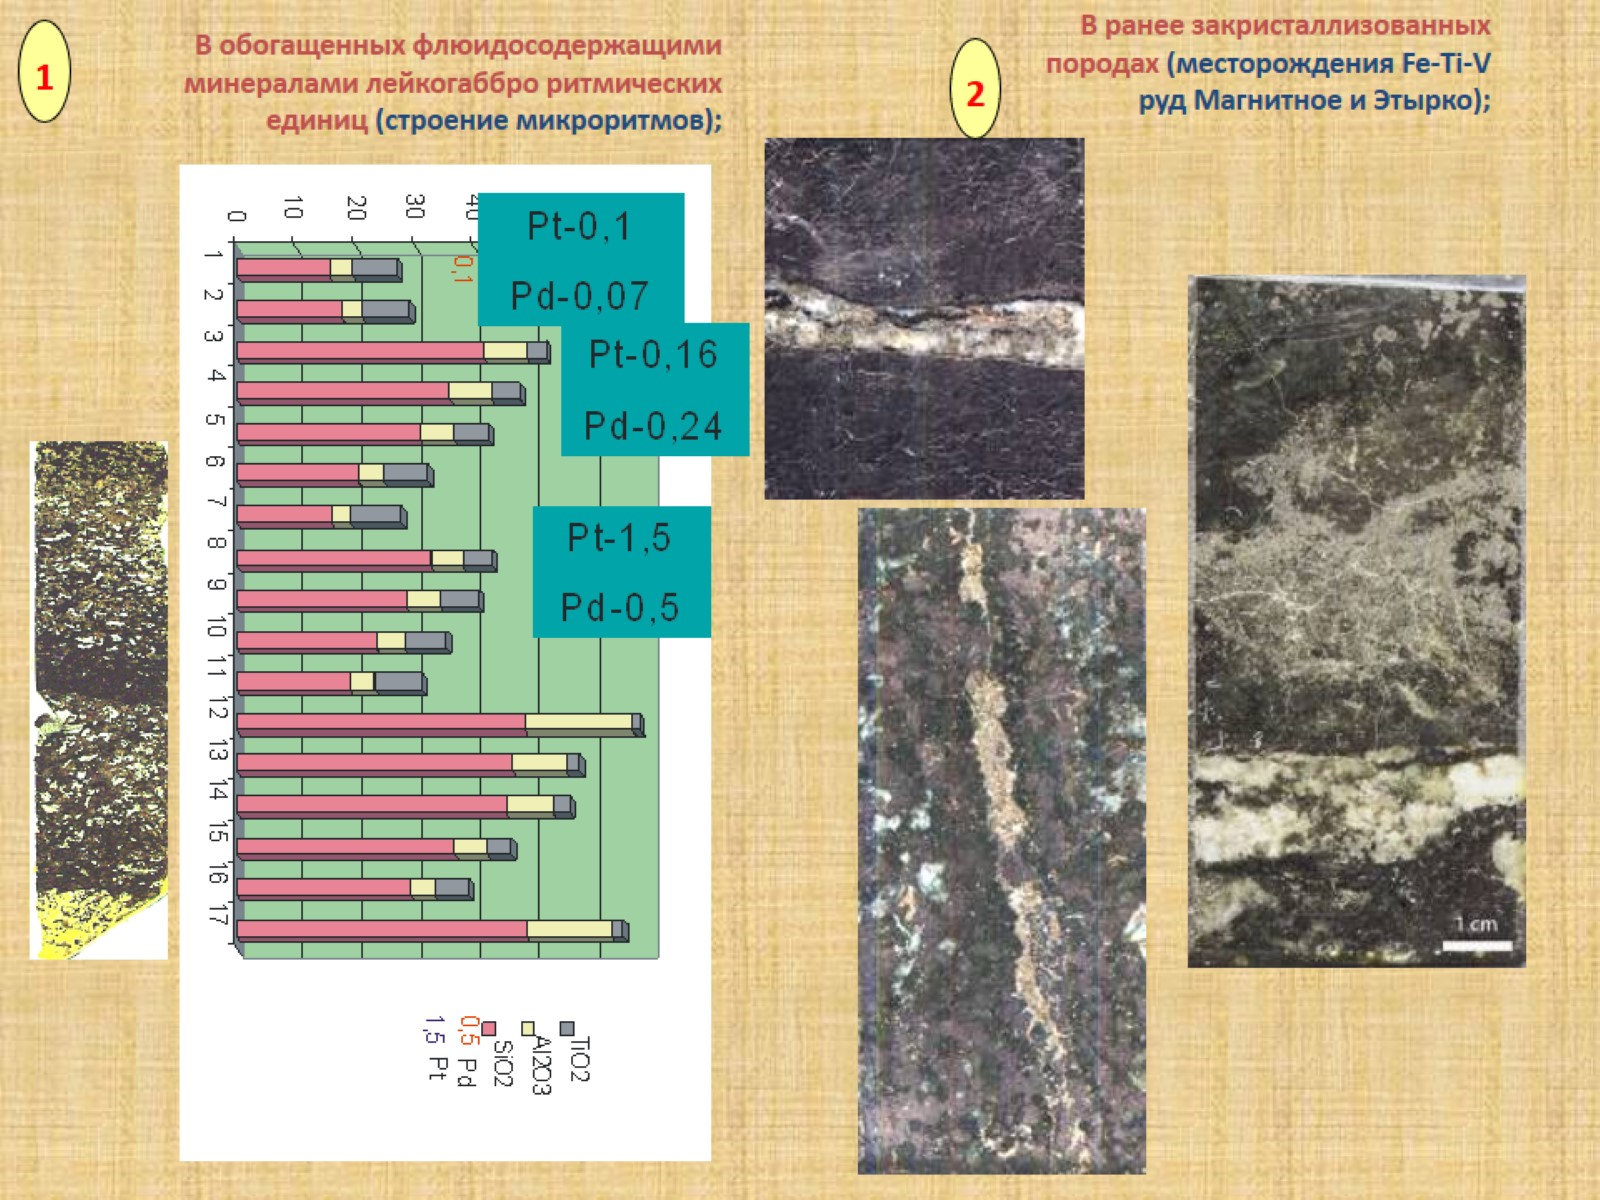 1
В обогащенных флюидосодержащими
минералами лейкогаббро ритмических
единиц (строение микроритмов);
2
В ранее закристаллизованных
породах (месторождения Fe-Ti-V
руд Магнитное и Этырко);
0
10
20
30
0,1
Pt-0,1
Pd-0,07
Pt-0,16
Pd-0,24
Pt-1,5
Pd-0,5
1
2
3
4
5
6
7
8
9
10
11
12
13
14
15
16
17
TiO2
Al2O3
SiO2
0,5 Pd
1,5 Pt
1 cm